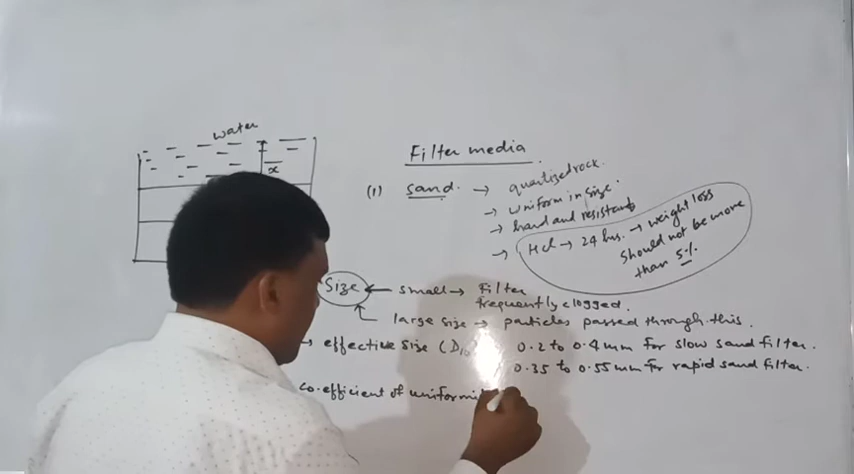 water
x
Filter media
(1) sand. → quartized rock.
→ uniform in size.
→ hard and resistant
→ Hcl → 24 hrs. → weight loss
should not be more
than 5%
Size ← small → Filter
frequently clogged.
large size → particles passed through this.
→ effective size (D10) 0.2 to 0.4 mm for slow sand filter.
0.35 to 0.55 mm for rapid sand filter.
co-efficient of uniformi